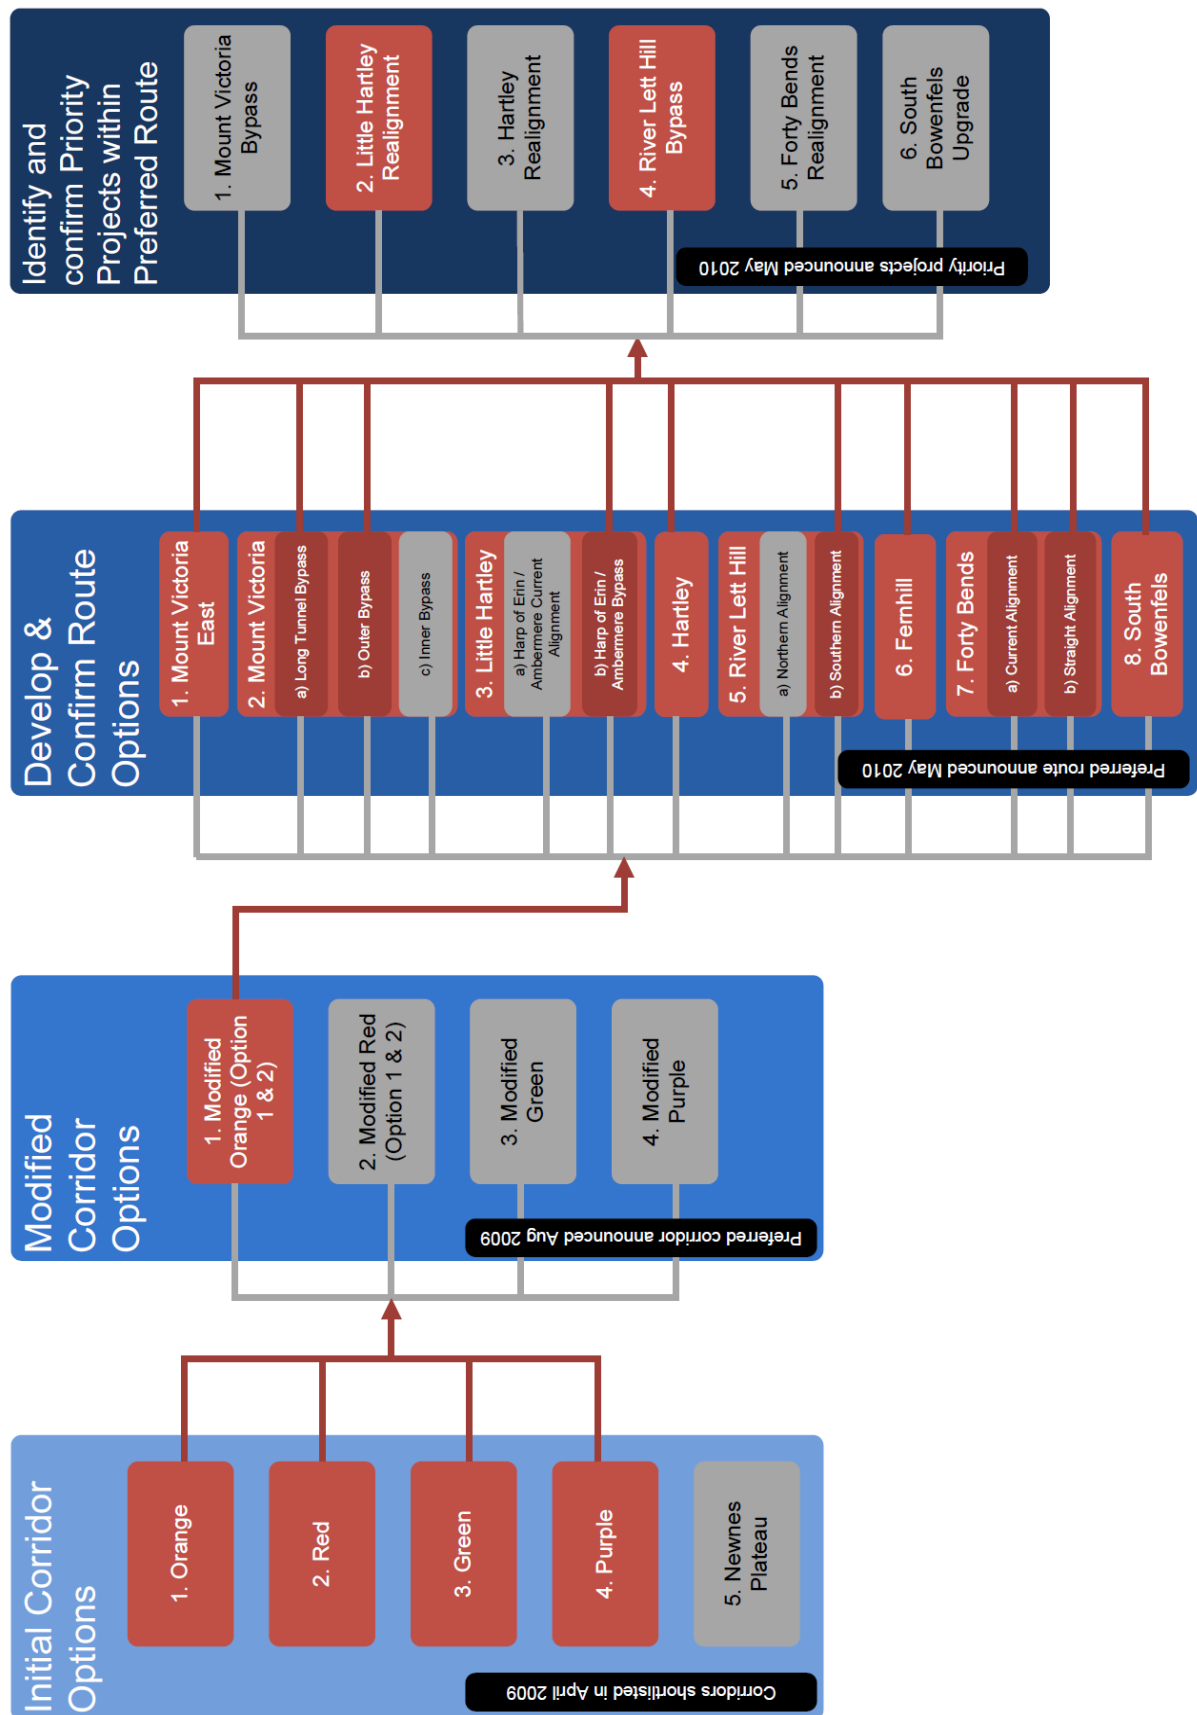 Initial Corridor
Options
1. Orange
2. Red
3. Green
4. Purple
5. Newnes
Plateau
Corridors shortlisted in April 2009
Modified
Corridor
Options
1. Modified
Orange (Option
1 & 2)
2. Modified Red
(Option 1 & 2)
3. Modified
Green
4. Modified
Purple
Preferred corridor announced Aug 2009
Develop &
Confirm Route
Options
1. Mount Victoria
East
2. Mount Victoria
a) Long Tunnel Bypass
b) Outer Bypass
c) Inner Bypass
3. Little Hartley
a) Harp of Erin /
Ambermere Current
Alignment
b) Harp of Erin /
Ambermere Bypass
4. Hartley
5. River Lett Hill
a) Northern Alignment
b) Southern Alignment
6. Fernhill
7. Forty Bends
a) Current Alignment
b) Straight Alignment
8. South
Bowenfels
Preferred route announced May 2010
Identify and
confirm Priority
Projects within
Preferred Route
1. Mount Victoria
Bypass
2. Little Hartley
Realignment
3. Hartley
Realignment
4. River Lett Hill
Bypass
5. Forty Bends
Realignment
6. South
Bowenfels
Upgrade
Priority projects announced May 2010